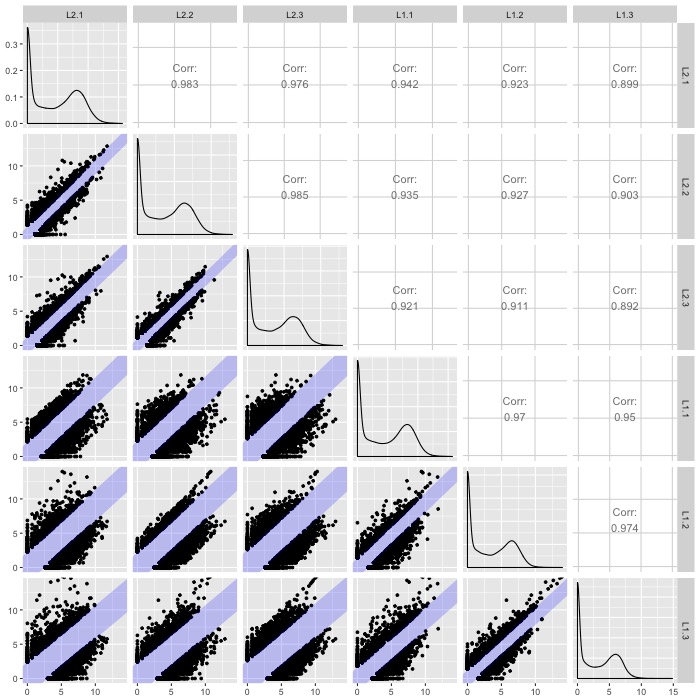 L2.1 L2.2 L2.3 L1.1 L1.2 L1.3
0.3
0.2
0.1
0.0
Corr:
0.983
Corr:
0.976
Corr:
0.942
Corr:
0.923
Corr:
0.899
L2.1
10
5
0
Corr:
0.985
Corr:
0.935
Corr:
0.927
Corr:
0.903
L2.2
10
5
0
Corr:
0.921
Corr:
0.911
Corr:
0.892
L2.3
10
5
0
Corr:
0.97
Corr:
0.95
L1.1
10
5
0
Corr:
0.974
L1.2
10
5
0
L1.3
0 5 10 0 5 10 0 5 10 0 5 10 0 5 10 0 5 10 15